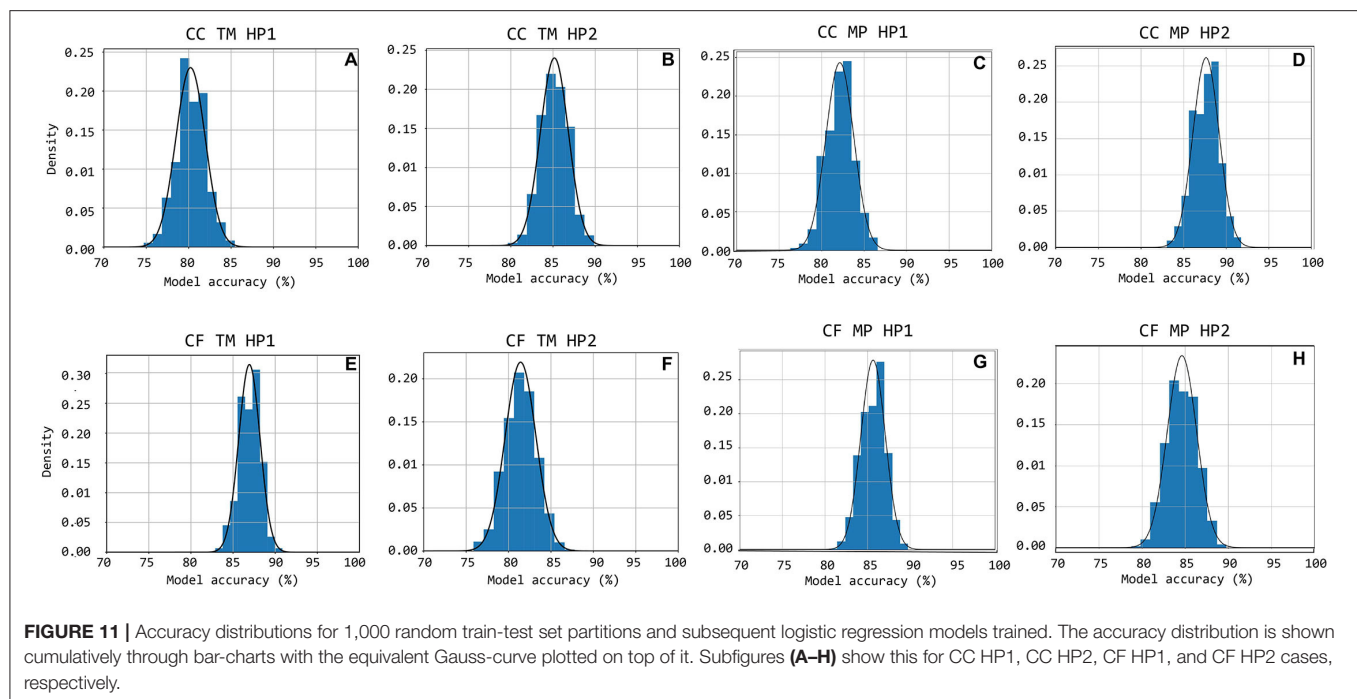 CC TM HP1
A
0.25
0.20
0.15
0.01
0.05
0.00
Density
70 75 80 85 90 95 100
Model accuracy (%)
CC TM HP2
B
0.25
0.20
0.15
0.01
0.05
0.00
70 75 80 85 90 95 100
Model accuracy (%)
CC MP HP1
C
0.25
0.20
0.15
0.01
0.05
0.00
70 75 80 85 90 95 100
Model accuracy (%)
CC MP HP2
D
0.25
0.20
0.15
0.01
0.05
0.00
70 75 80 85 90 95 100
Model accuracy (%)
CF TM HP1
E
0.30
0.25
0.20
0.15
0.01
0.05
0.00
Density
70 75 80 85 90 95 100
Model accuracy (%)
CF TM HP2
F
0.20
0.15
0.01
0.05
0.00
70 75 80 85 90 95 100
Model accuracy (%)
CF MP HP1
G
0.25
0.20
0.15
0.01
0.05
0.00
70 75 80 85 90 95 100
Model accuracy (%)
CF MP HP2
H
0.20
0.15
0.01
0.05
0.00
70 75 80 85 90 95 100
Model accuracy (%)
FIGURE 11 | Accuracy distributions for 1,000 random train-test set partitions and subsequent logistic regression models trained. The accuracy distribution is shown
cumulatively through bar-charts with the equivalent Gauss-curve plotted on top of it. Subfigures (A–H) show this for CC HP1, CC HP2, CF HP1, and CF HP2 cases,
respectively.